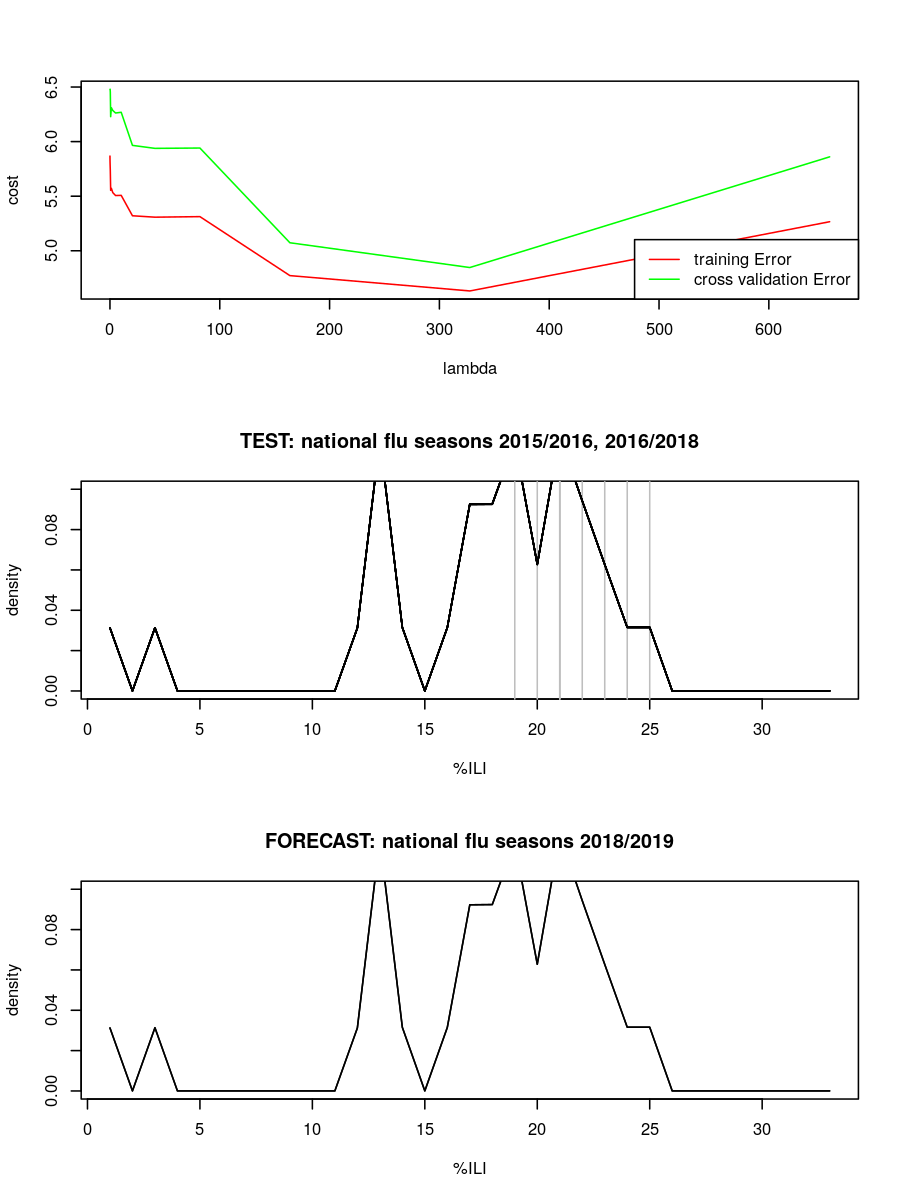 cost
5.0 5.5 6.0 6.5
0 100 200 300 400 500 600
lambda
training Error
cross validation Error
TEST: national flu seasons 2015/2016, 2016/2018
density
0.00 0.04 0.08
0 5 10 15 20 25 30
%ILI
FORECAST: national flu seasons 2018/2019
density
0.00 0.04 0.08
0 5 10 15 20 25 30
%ILI